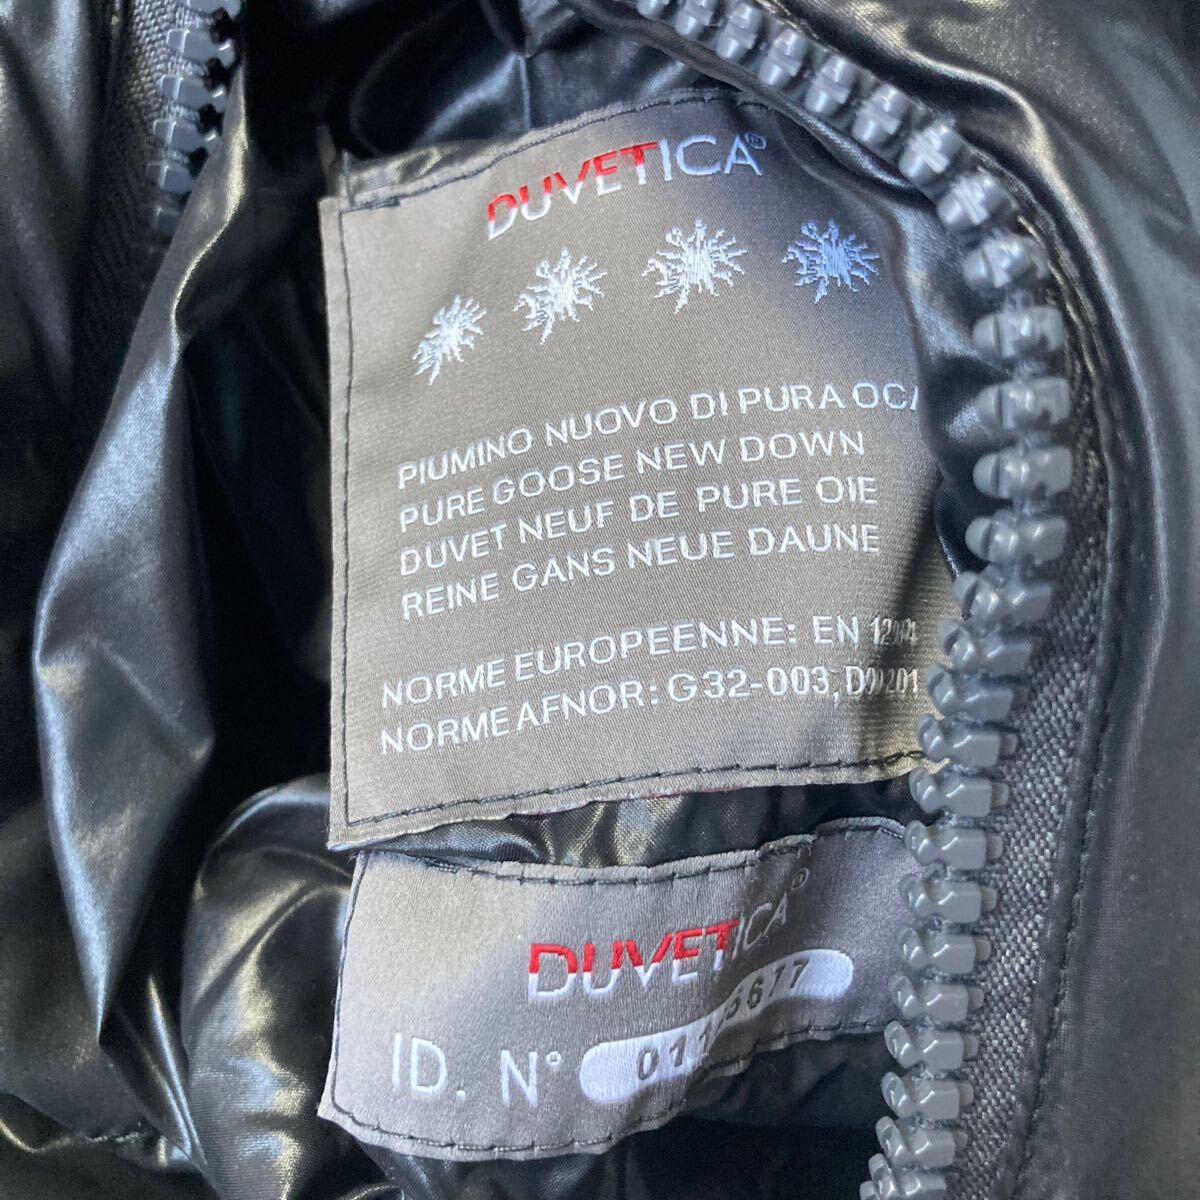 DUVETICA®
PIUMINO NUOVO DI PURA OCA
PURE GOOSE NEW DOWN
DUVET NEUF DE PURE OIE
REINE GANS NEUE DAUNE
NORME EUROPEENNE: EN
NORME AFNOR: G32-003;
DUVETICA®
ID. N°